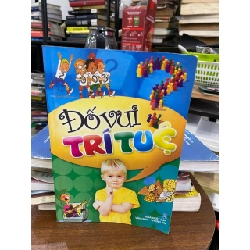 Đố vui
TRÍ TUỆ